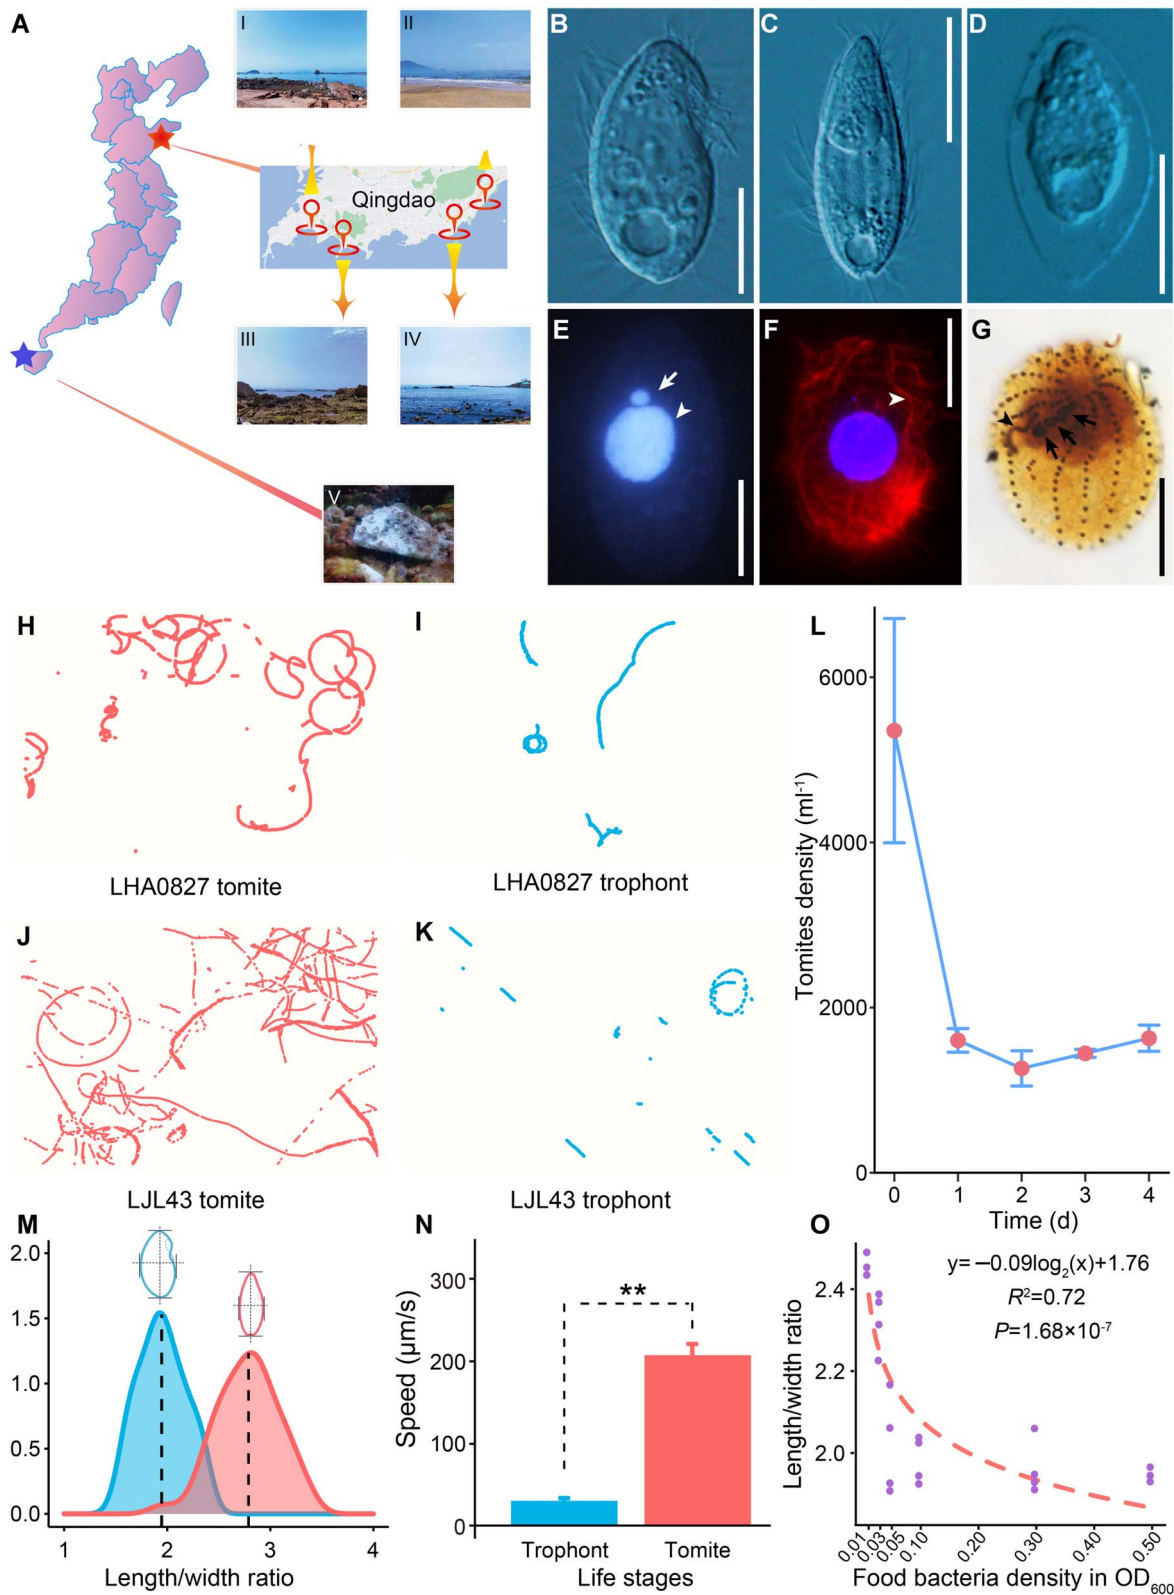 A
I
II
Qingdao
III
IV
V
B
C
D
E
F
G
H
I
LHA0827 tomite
LHA0827 trophont
J
K
LJL43 tomite
LJL43 trophont
L
6000
4000
2000
0
0 1 2 3 4
Tomites density (ml⁻¹)
Time (d)
M
2.0
1.5
1.0
0.5
0.0
1 2 3 4
Length/width ratio
N
**
300
200
100
0
Speed (µm/s)
Trophont Tomite
Life stages
O
y= −0.09log₂(x)+1.76
R²=0.72
P=1.68×10⁻⁷
2.4
2.2
2.0
Length/width ratio
0.01 0.03 0.05 0.10 0.20 0.30 0.40 0.50
Food bacteria density in OD₆₀₀